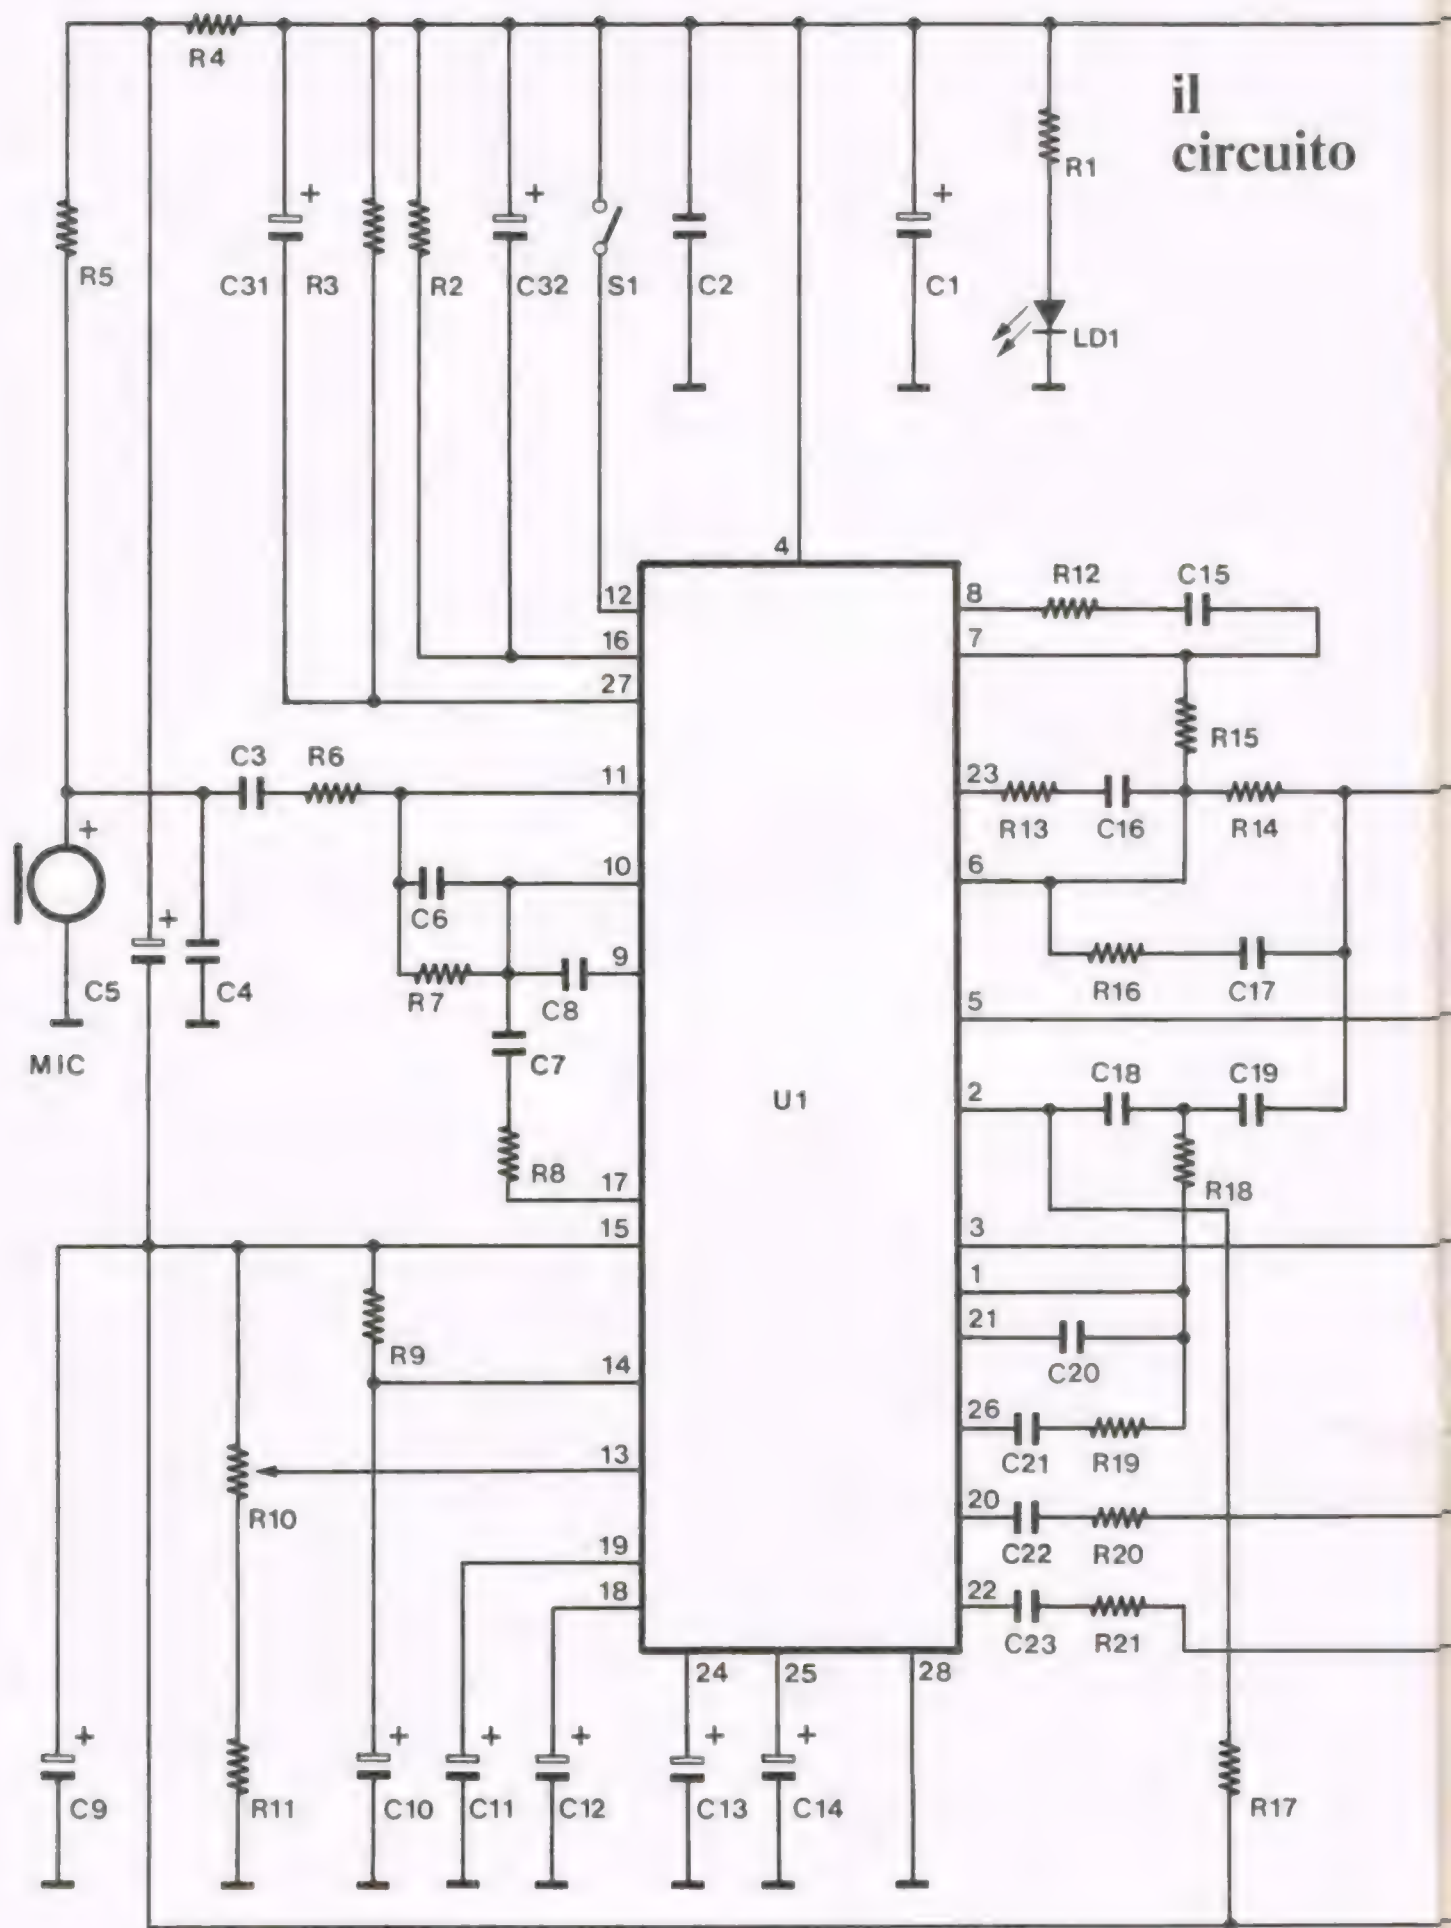 R4
il
circuito
R1
+
+
+
R5
C31
R3
R2
C32
S1
C2
C1
LD1
4
R12
C15
12
8
16
7
27
R15
C3
R6
11
23
R13
C16
R14
+
10
6
C6
+
9
C5
C4
R7
C8
R16
C17
5
MIC
C7
C18
C19
U1
2
R8
17
R18
15
3
1
21
R9
14
C20
26
13
C21
R19
R10
20
19
C22
R20
18
22
C23
R21
24
25
28
+
+
+
+
+
+
C9
R11
C10
C11
C12
C13
C14
R17